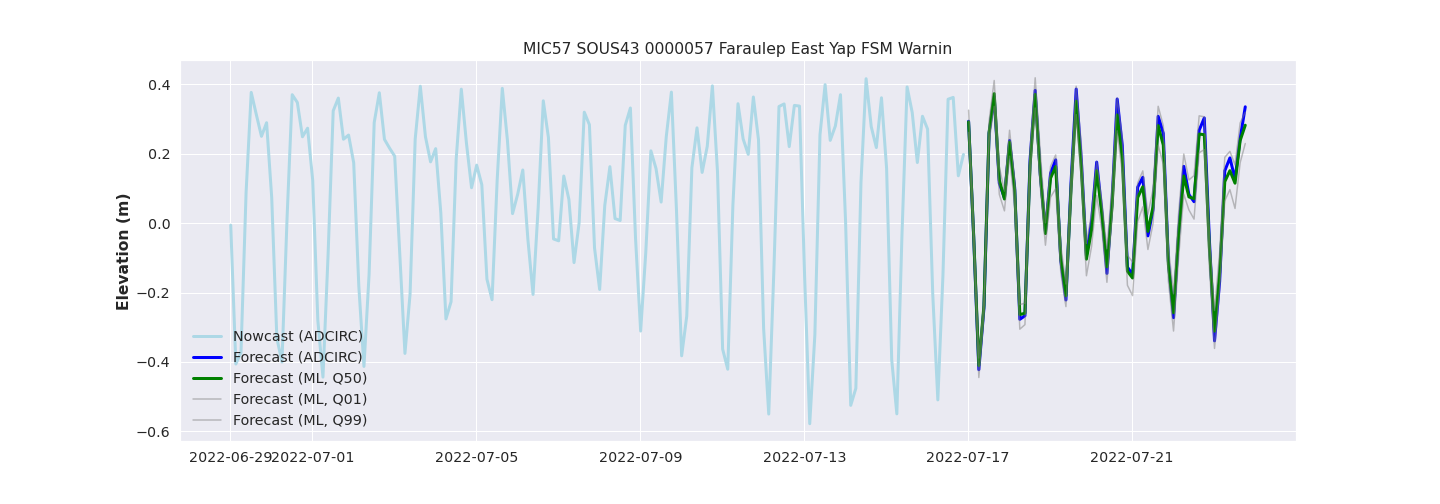 MIC57 SOUS43 0000057 Faraulep East Yap FSM Warnin
Elevation (m)
0.4
0.2
0.0
−0.2
−0.4
−0.6
Nowcast (ADCIRC)
Forecast (ADCIRC)
Forecast (ML, Q50)
Forecast (ML, Q01)
Forecast (ML, Q99)
2022-06-29 2022-07-01 2022-07-05 2022-07-09 2022-07-13 2022-07-17 2022-07-21